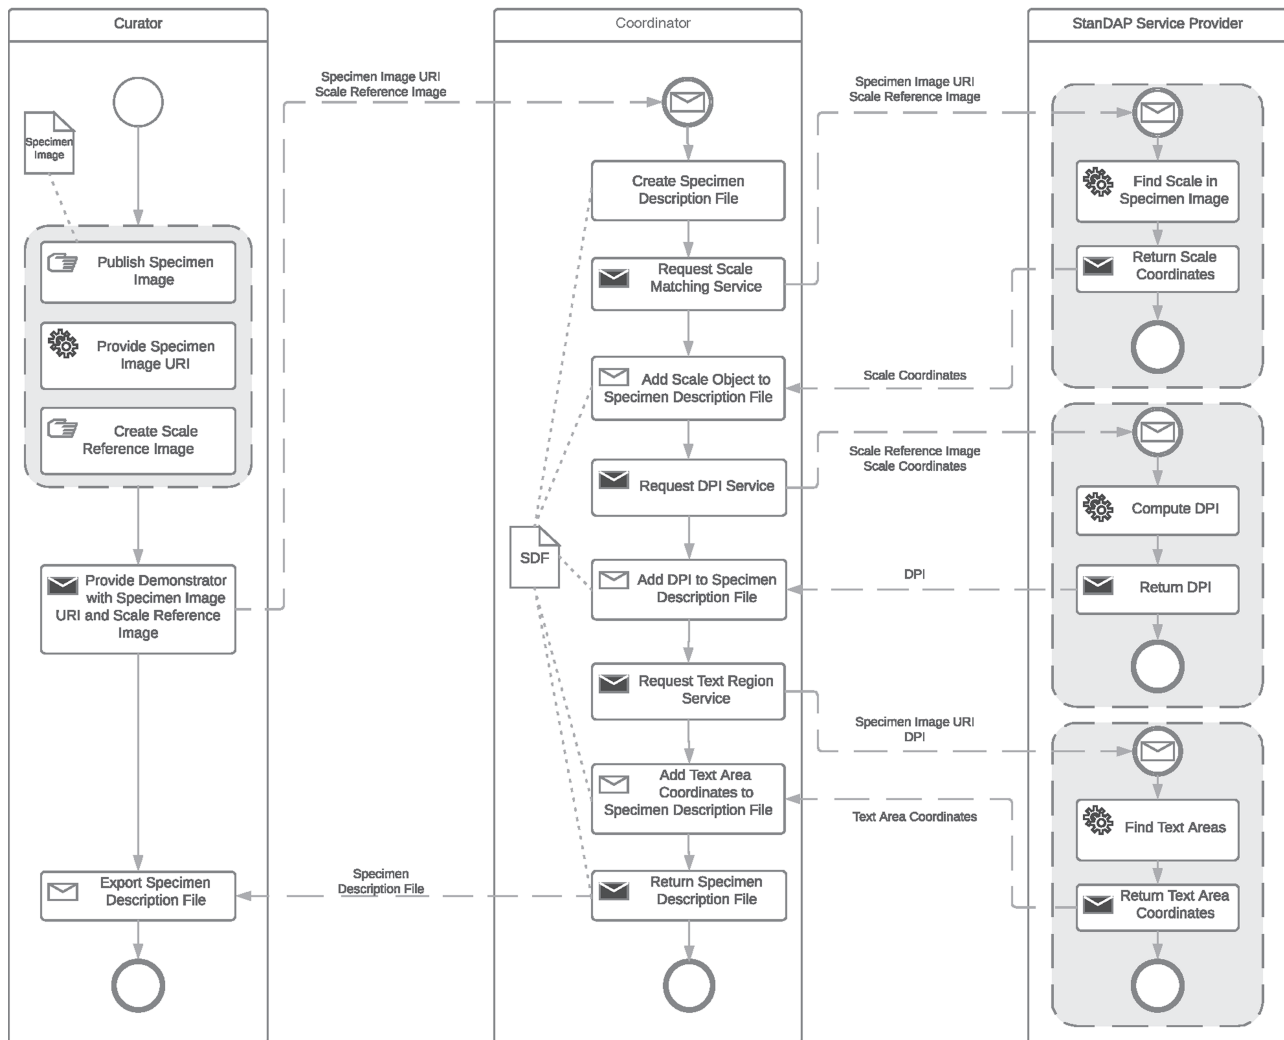 Curator
Specimen
Image
Publish Specimen
Image
Provide Specimen
Image URI
Create Scale
Reference Image
Provide Demonstrator
with Specimen Image
URI and Scale Reference
Image
Export Specimen
Description File
Specimen Image URI
Scale Reference Image
Specimen
Description File
Coordinator
Create Specimen
Description File
Request Scale
Matching Service
Add Scale Object to
Specimen Description File
Request DPI Service
SDF
Add DPI to Specimen
Description File
Request Text Region
Service
Add Text Area
Coordinates to
Specimen Description File
Return Specimen
Description File
Specimen Image URI
Scale Reference Image
Scale Coordinates
Scale Reference Image
Scale Coordinates
DPI
Specimen Image URI
DPI
Text Area Coordinates
StanDAP Service Provider
Find Scale in
Specimen Image
Return Scale
Coordinates
Compute DPI
Return DPI
Find Text Areas
Return Text Area
Coordinates